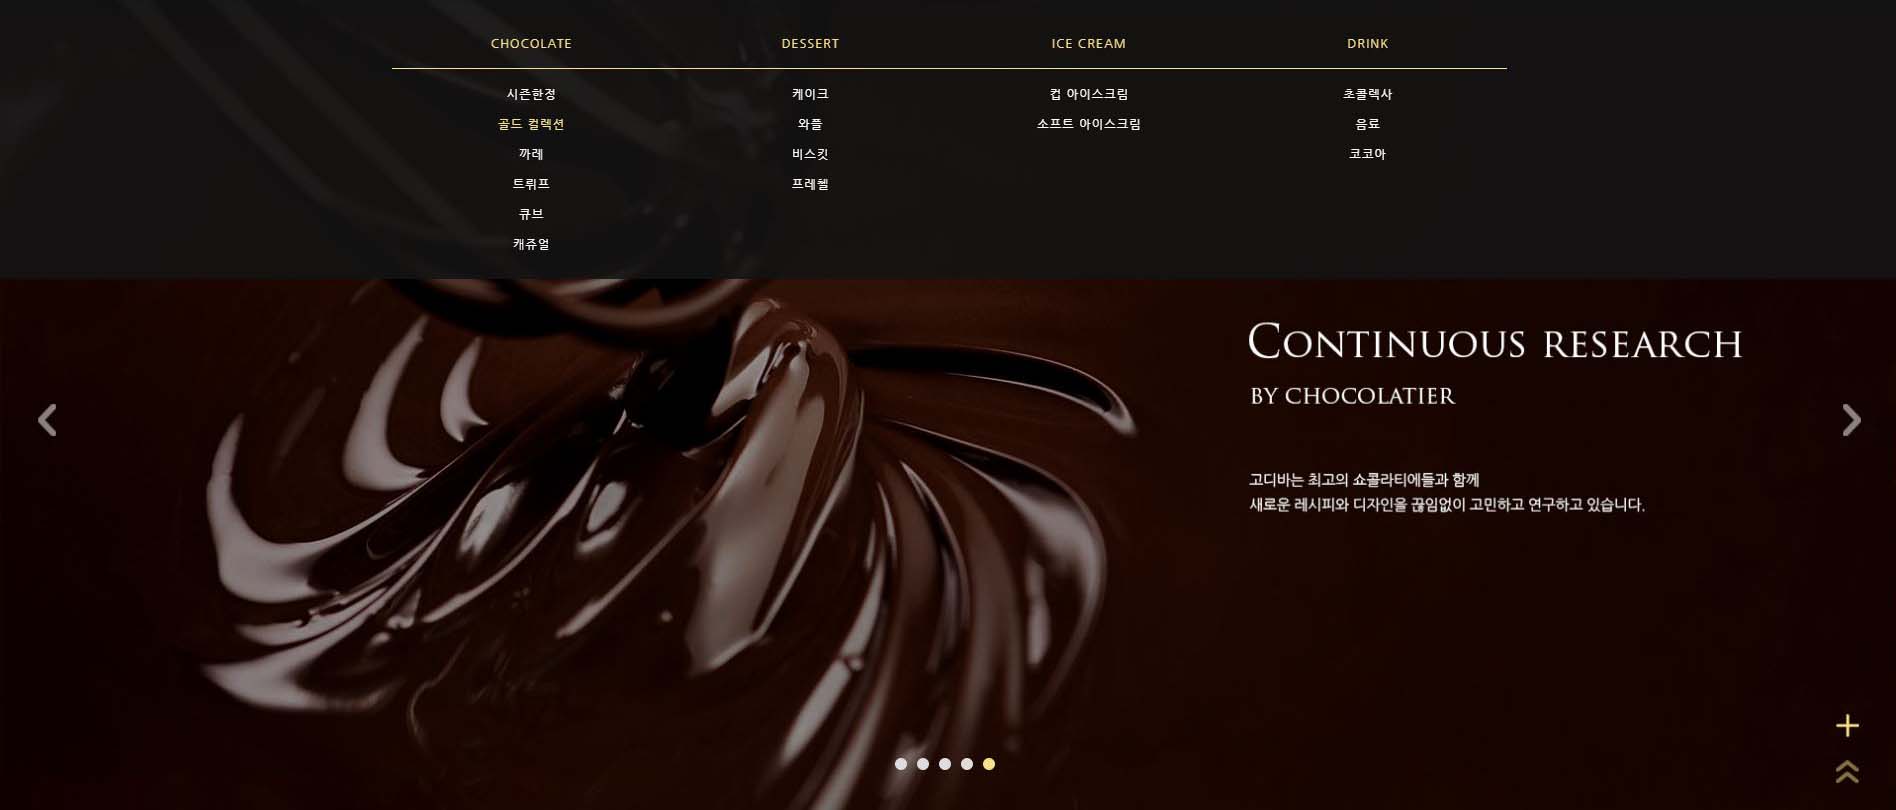 CHOCOLATE
시즌한정
골드 컬렉션
까레
트뤼프
큐브
캐쥬얼
DESSERT
케이크
와플
비스킷
프레첼
ICE CREAM
컵 아이스크림
소프트 아이스크림
DRINK
초콜렉사
음료
코코아
CONTINUOUS RESEARCH
BY CHOCOLATIER
고디바는 최고의 쇼콜라티에들과 함께
새로운 레시피와 디자인을 끊임없이 고민하고 연구하고 있습니다.